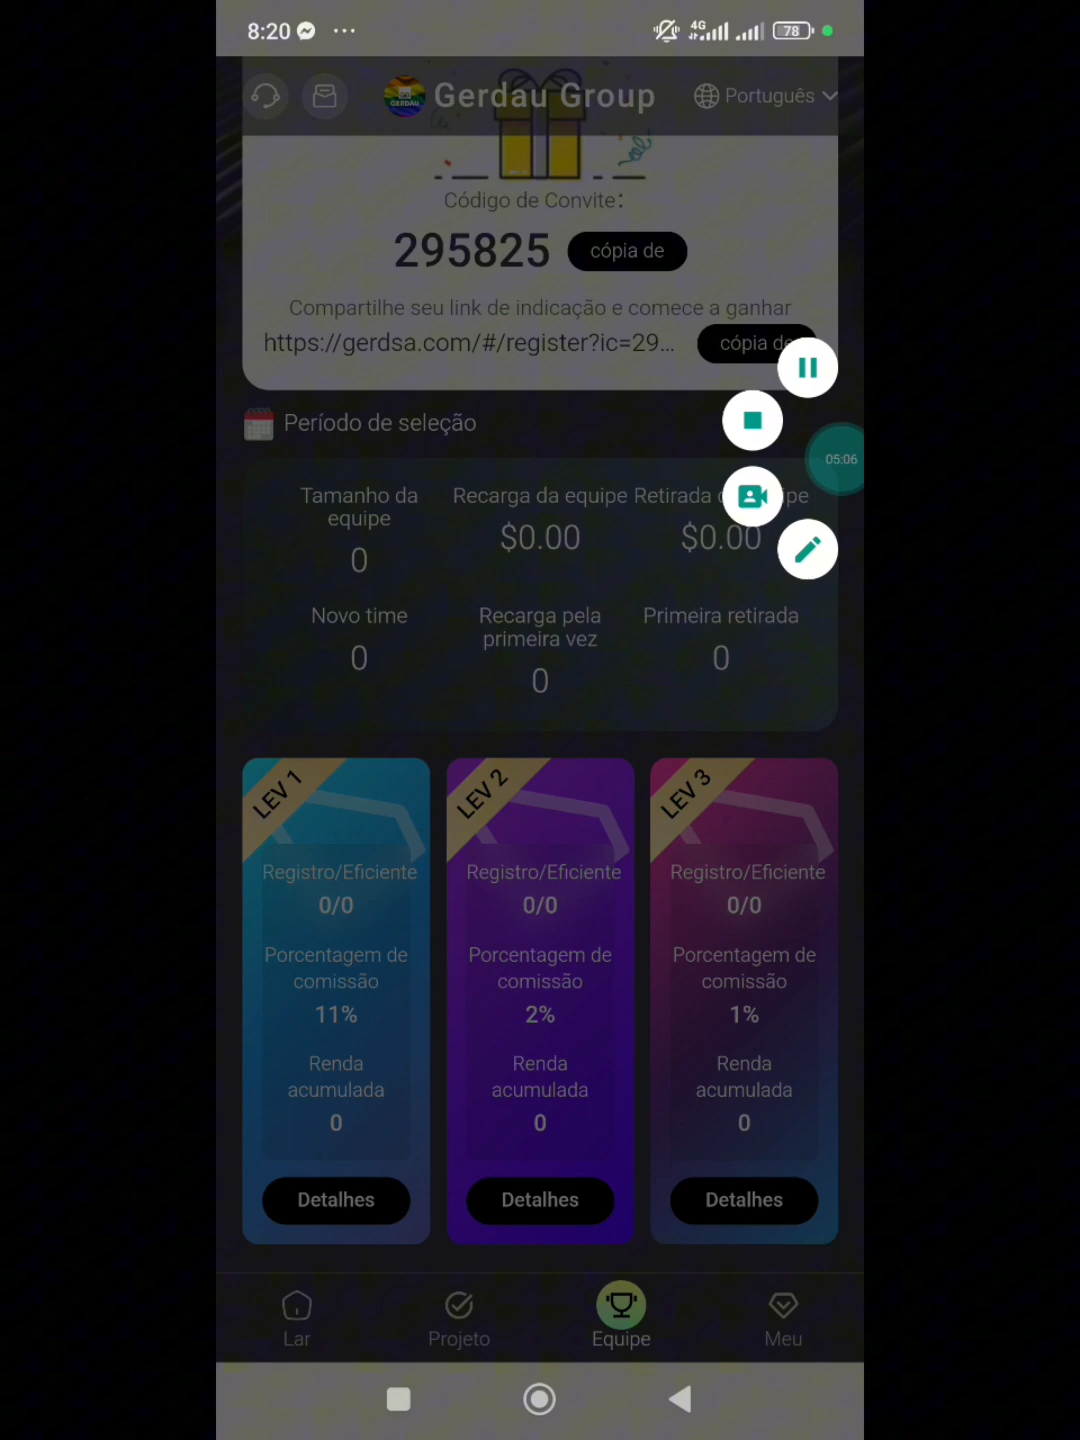 8:20
4G
78
GERDAU
Gerdau Group
Português
Código de Convite:
295825
cópia de
Compartilhe seu link de indicação e comece a ganhar
https://gerdsa.com/#/register?ic=29...
cópia de
Período de seleção
05:06
Tamanho da equipe
Recarga da equipe
Retirada
pe
0
$0.00
$0.00
Novo time
Recarga pela primeira vez
Primeira retirada
0
0
0
LEV 1
LEV 2
LEV 3
Registro/Eficiente
Registro/Eficiente
Registro/Eficiente
0/0
0/0
0/0
Porcentagem de comissão
Porcentagem de comissão
Porcentagem de comissão
11%
2%
1%
Renda acumulada
Renda acumulada
Renda acumulada
0
0
0
Detalhes
Detalhes
Detalhes
Lar
Projeto
Equipe
Meu